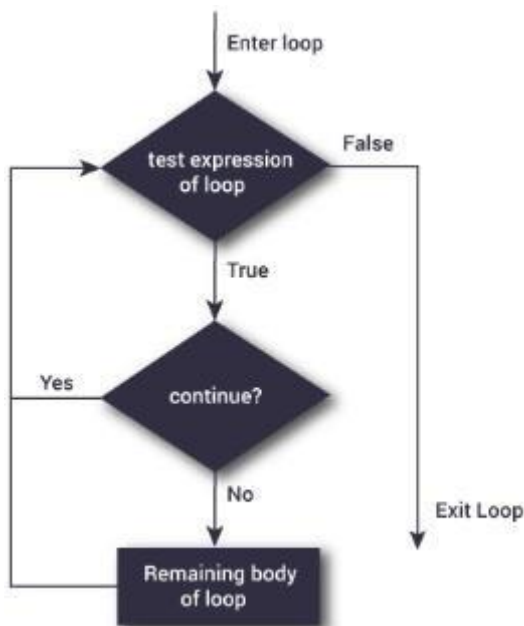 Enter loop
test expression
of loop
False
True
Yes
continue?
No
Exit Loop
Remaining body
of loop